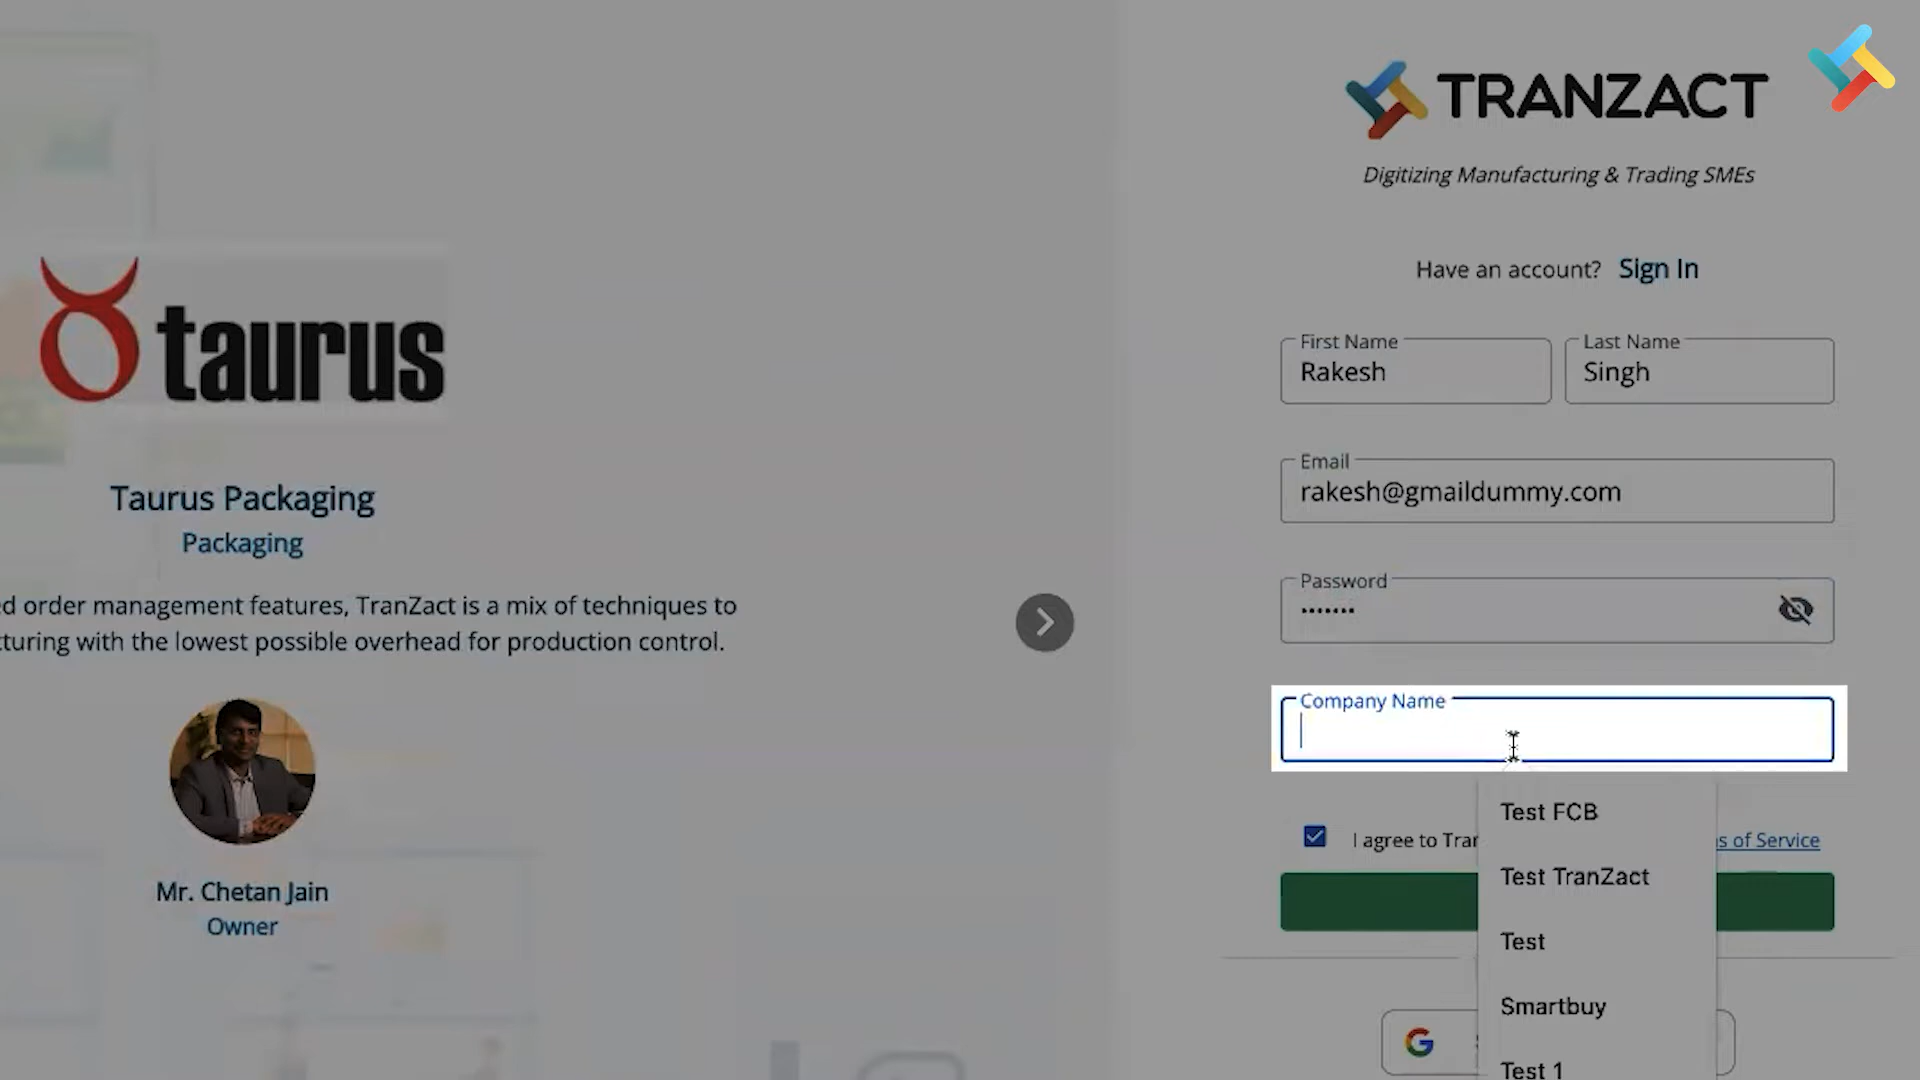 TRANZACT
Digitizing Manufacturing & Trading SMEs
Have an account? Sign In
First Name
Rakesh
Last Name
Singh
Email
rakesh@gmaildummy.com
Password
•••••••
Company Name
Test FCB
I agree to
of Service
Test TranZact
Test
Smartbuy
Test 1
taurus
Taurus Packaging
Packaging
order management features, TranZact is a mix of techniques to
with the lowest possible overhead for production control.
Mr. Chetan Jain
Owner